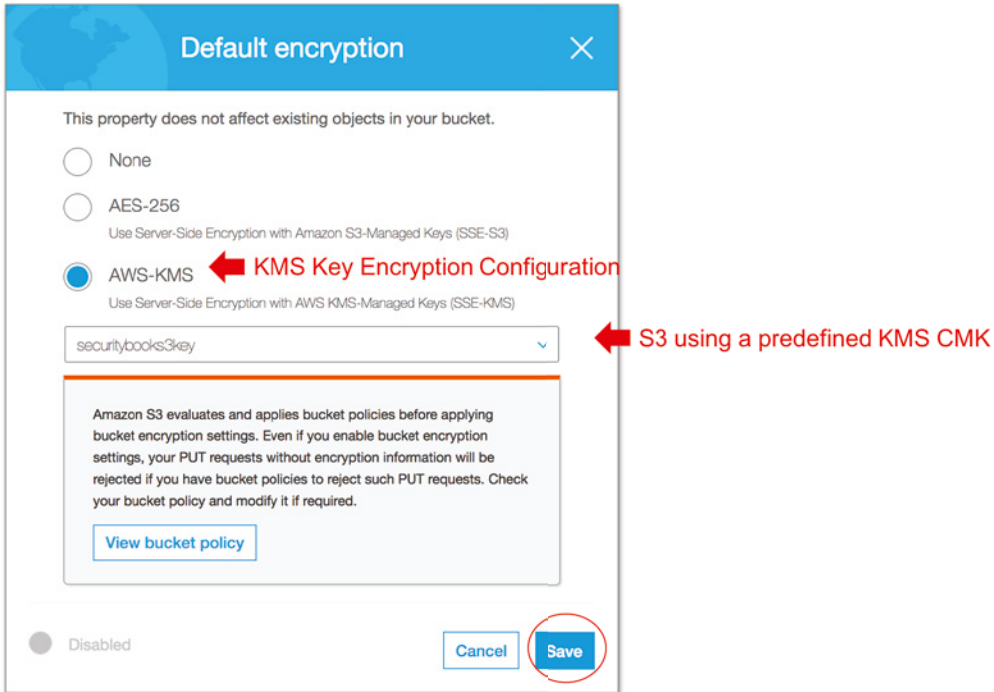 Default encryption
This property does not affect existing objects in your bucket.
None
AES-256
Use Server-Side Encryption with Amazon S3-Managed Keys (SSE-S3)
AWS-KMS
KMS Key Encryption Configuration
Use Server-Side Encryption with AWS KMS-Managed Keys (SSE-KMS)
securitybooks3key
S3 using a predefined KMS CMK
Amazon S3 evaluates and applies bucket policies before applying
bucket encryption settings. Even if you enable bucket encryption
settings, your PUT requests without encryption information will be
rejected if you have bucket policies to reject such PUT requests. Check
your bucket policy and modify it if required.
View bucket policy
Disabled
Cancel
Save